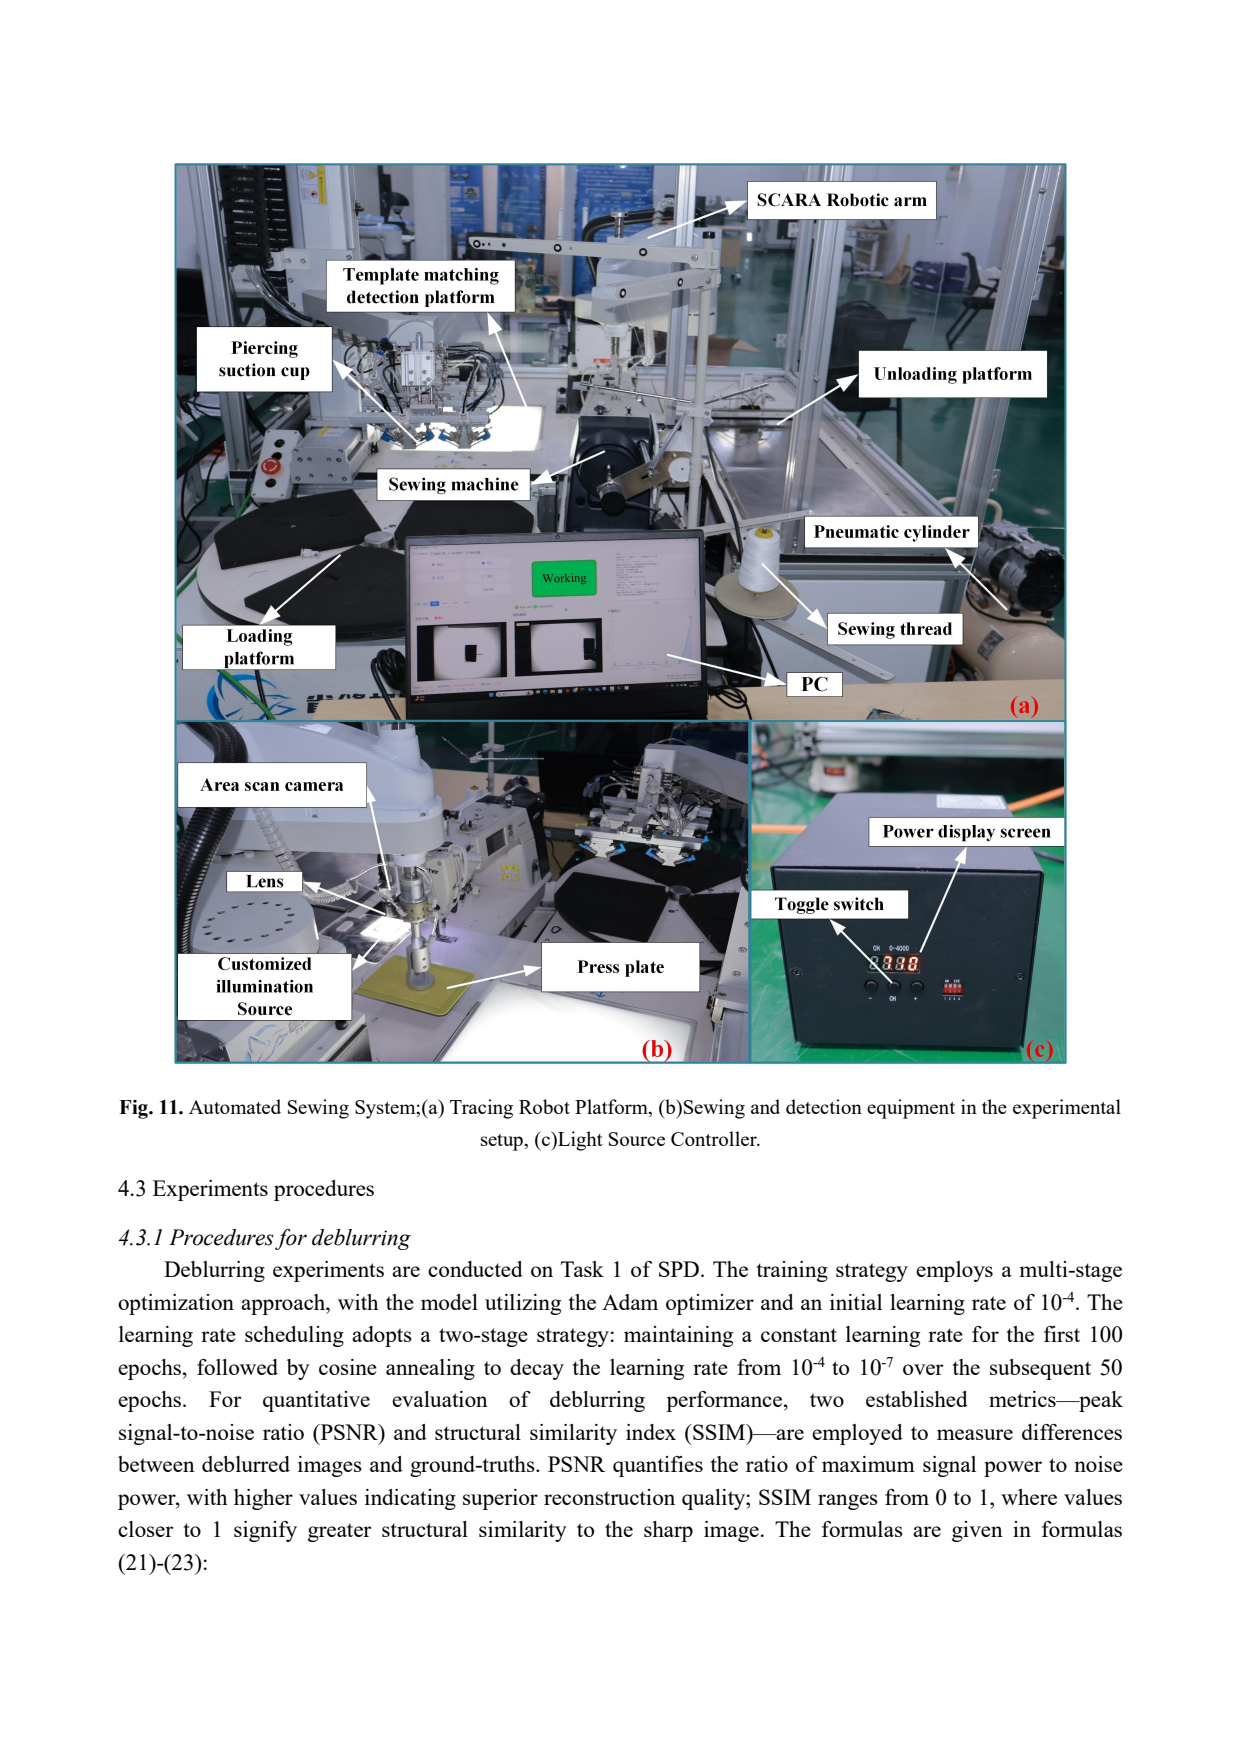 SCARA Robotic arm
Template matching
detection platform
Piercing
suction cup
Unloading platform
Sewing machine
Pneumatic cylinder
Working
Sewing thread
Loading
platform
PC
(a)
Area scan camera
Lens
Customized
illumination
Source
Press plate
(b)
Power display screen
Toggle switch
CH 0-4000
710
- CH +
1 2 3 4
(c)
Fig. 11. Automated Sewing System;(a) Tracing Robot Platform, (b)Sewing and detection equipment in the experimental
setup, (c)Light Source Controller.
4.3 Experiments procedures
4.3.1 Procedures for deblurring
Deblurring experiments are conducted on Task 1 of SPD. The training strategy employs a multi-stage
optimization approach, with the model utilizing the Adam optimizer and an initial learning rate of 10⁻⁴. The
learning rate scheduling adopts a two-stage strategy: maintaining a constant learning rate for the first 100
epochs, followed by cosine annealing to decay the learning rate from 10⁻⁴ to 10⁻⁷ over the subsequent 50
epochs. For quantitative evaluation of deblurring performance, two established metrics—peak
signal-to-noise ratio (PSNR) and structural similarity index (SSIM)—are employed to measure differences
between deblurred images and ground-truths. PSNR quantifies the ratio of maximum signal power to noise
power, with higher values indicating superior reconstruction quality; SSIM ranges from 0 to 1, where values
closer to 1 signify greater structural similarity to the sharp image. The formulas are given in formulas
(21)-(23):